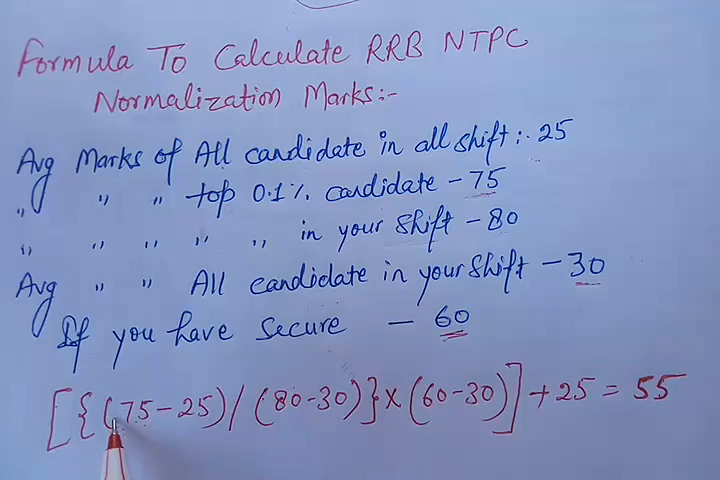 Formula To Calculate RRB NTPC
Normalization Marks:-
Avg Marks of All candidate in all shift:- 25
" " " top 0.1% candidate - 75
" " " " " in your shift - 80
Avg " " All candidate in your shift - 30
If you have secure - 60
[{(75-25)/(80-30)}×(60-30)]+25=55